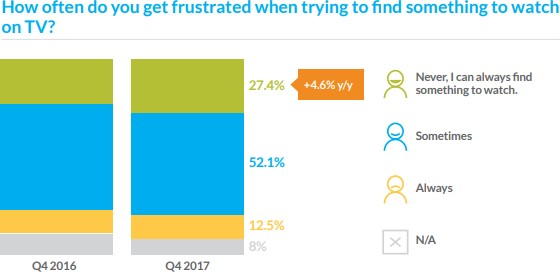 How often do you get frustrated when trying to find something to watch
on TV?
27.4%
+4.6% y/y
52.1%
12.5%
8%
Q4 2016
Q4 2017
Never, I can always find
something to watch.
Sometimes
Always
N/A